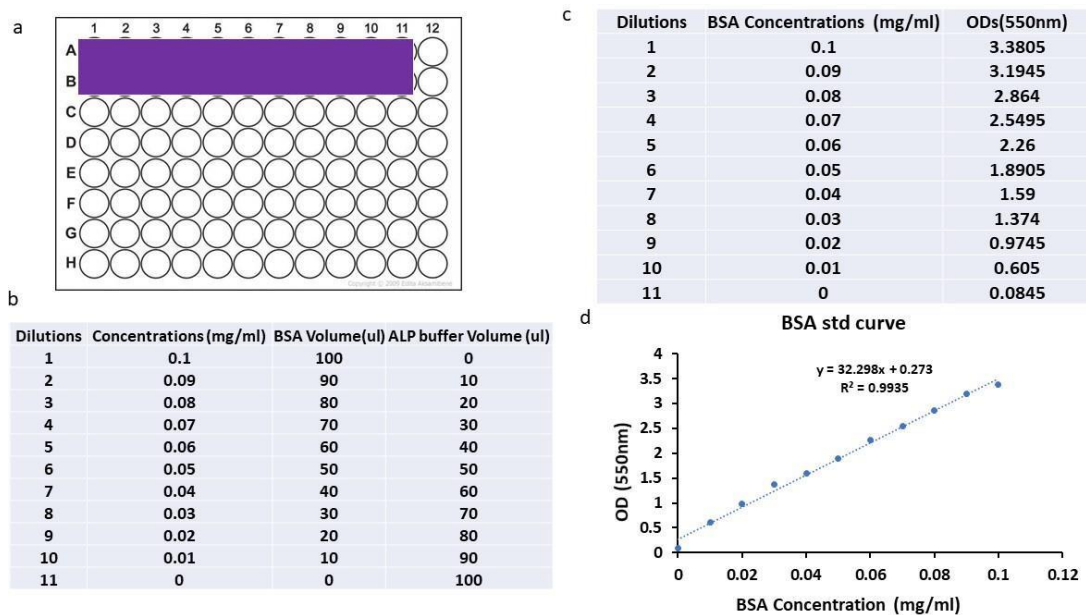 a
1 2 3 4 5 6 7 8 9 10 11 12
A
B
C
D
E
F
G
H
b
Dilutions Concentrations (mg/ml) BSA Volume(ul) ALP buffer Volume (ul)
1 0.1 100 0
2 0.09 90 10
3 0.08 80 20
4 0.07 70 30
5 0.06 60 40
6 0.05 50 50
7 0.04 40 60
8 0.03 30 70
9 0.02 20 80
10 0.01 10 90
11 0 0 100
c
Dilutions BSA Concentrations (mg/ml) ODs(550nm)
1 0.1 3.3805
2 0.09 3.1945
3 0.08 2.864
4 0.07 2.5495
5 0.06 2.26
6 0.05 1.8905
7 0.04 1.59
8 0.03 1.374
9 0.02 0.9745
10 0.01 0.605
11 0 0.0845
d
BSA std curve
y = 32.298x + 0.273
R² = 0.9935
OD (550nm)
4
3.5
3
2.5
2
1.5
1
0.5
0
0 0.02 0.04 0.06 0.08 0.1 0.12
BSA Concentration (mg/ml)